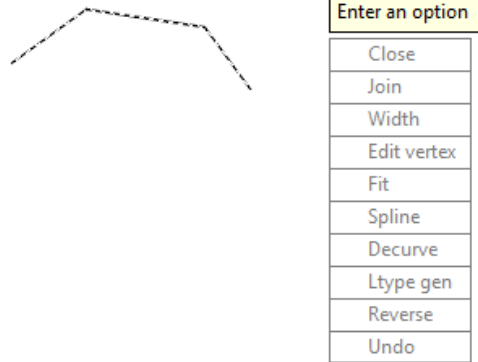 Enter an option
Close
Join
Width
Edit vertex
Fit
Spline
Decurve
Ltype gen
Reverse
Undo